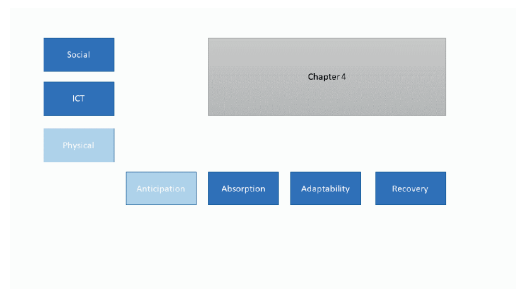 Social
Chapter 4
ICT
Physical
Anticipation
Absorption
Adaptability
Recovery